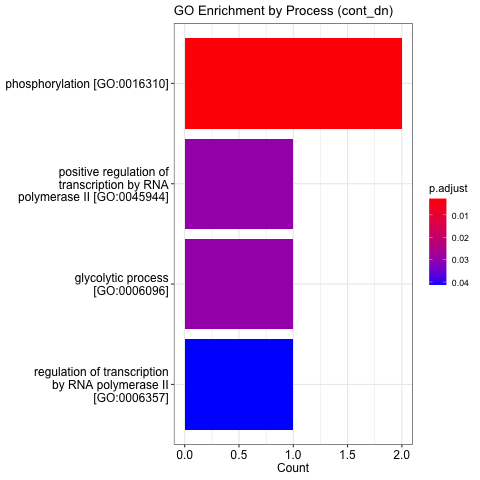 GO Enrichment by Process (cont_dn)
phosphorylation [GO:0016310]
positive regulation of
transcription by RNA
polymerase II [GO:0045944]
glycolytic process
[GO:0006096]
regulation of transcription
by RNA polymerase II
[GO:0006357]
0.0 0.5 1.0 1.5 2.0
Count
p.adjust
0.01
0.02
0.03
0.04